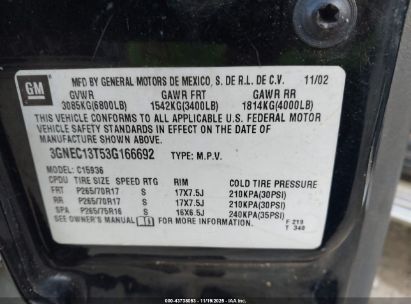 GM
MFD BY GENERAL MOTORS DE MEXICO, S. DE R.L. DE C.V. 11/02
GVWR GAWR FRT GAWR RR
3085KG(6800LB) 1542KG(3400LB) 1814KG(4000LB)
THIS VEHICLE CONFORMS TO ALL APPLICABLE U.S. FEDERAL MOTOR
VEHICLE SAFETY STANDARDS IN EFFECT ON THE DATE OF
MANUFACTURE SHOWN ABOVE.
3GNEC13T53G166692 TYPE: M.P.V.
MODEL: C15936
CPDU TIRE SIZE SPEED RTG RIM COLD TIRE PRESSURE
FRT P265/70R17 S 17X7.5J 210KPA(30PSI)
RR P265/70R17 S 17X7.5J 210KPA(30PSI)
SPA P265/75R16 S 16X6.5J 240KPA(35PSI)
SEE OWNER'S MANUAL
F 219
T 340